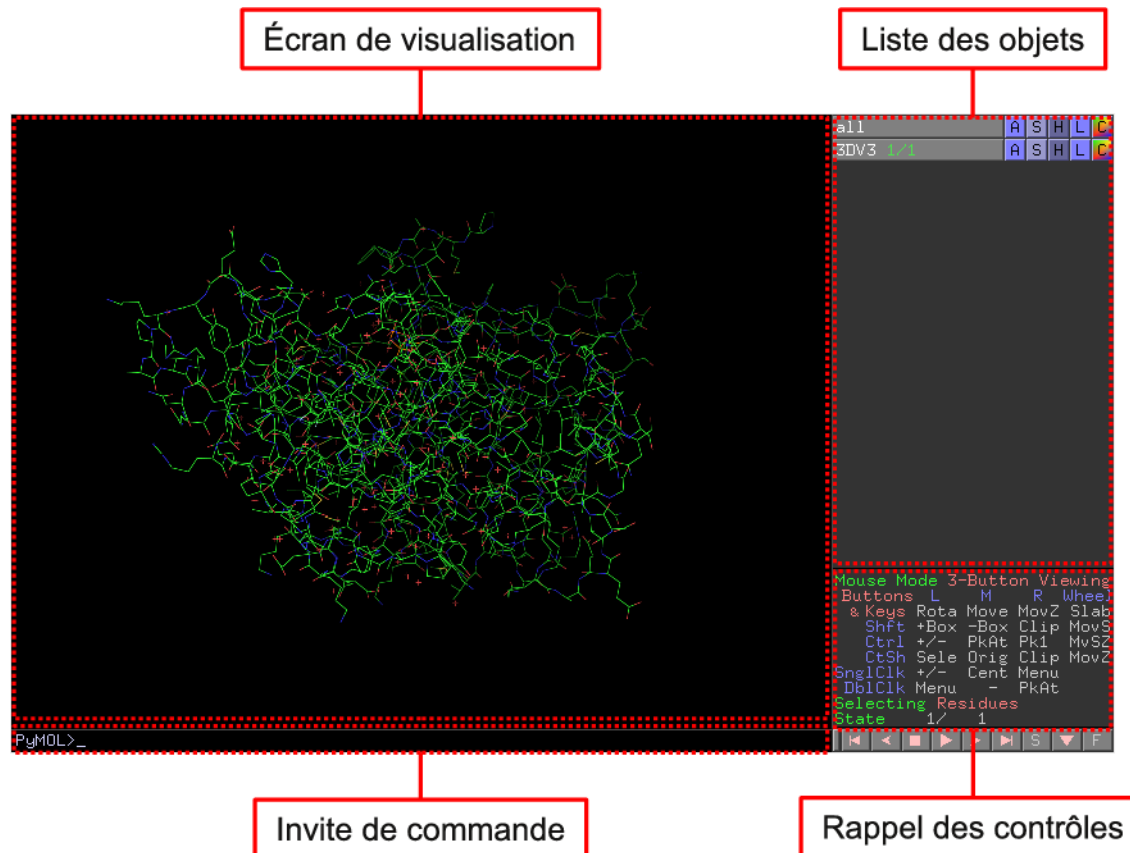 Écran de visualisation
Liste des objets
all A S H L C
3DV3 1/1 A S H L C
Mouse Mode 3-Button Viewing
Buttons L M R Wheel
& Keys Rota Move MovZ Slab
Shft +Box -Box Clip MovS
Ctrl +/- PkAt Pk1 MvSZ
CtSh Sele Orig Clip MovZ
SnglClk +/- Cent Menu
DblClk Menu - PkAt
Selecting Residues
State 1/ 1
PyMOL>_
S F
Invite de commande
Rappel des contrôles